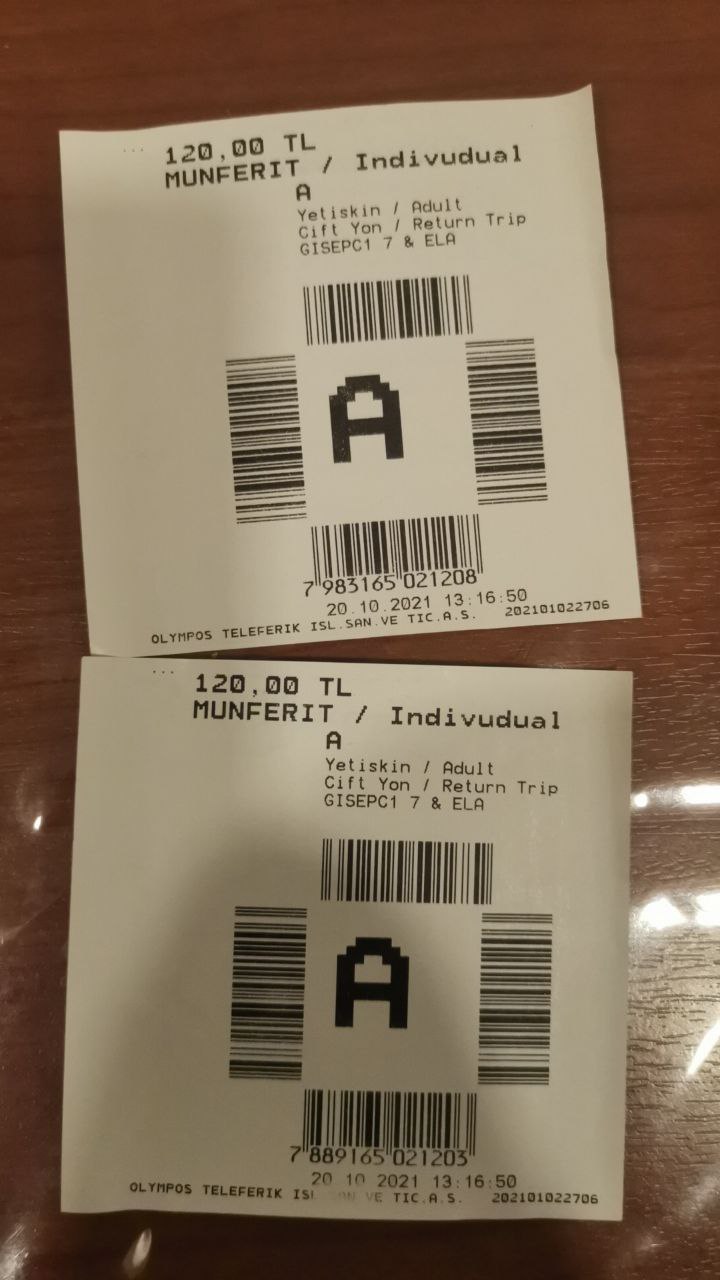 120,00 TL
MUNFERIT / Indivudual
A
Yetiskin / Adult
Cift Yon / Return Trip
GISEPC1 7 & ELA
A
7 983165 021208
20.10.2021 13:16:50
OLYMPOS TELEFERIK ISL.SAN.VE TIC.A.S. 202101022706
120,00 TL
MUNFERIT / Indivudual
A
Yetiskin / Adult
Cift Yon / Return Trip
GISEPC1 7 & ELA
A
7 889165 021203
20 10 2021 13:16:50
OLYMPOS TELEFERIK ISL SAN VE TIC.A.S. 202101022706